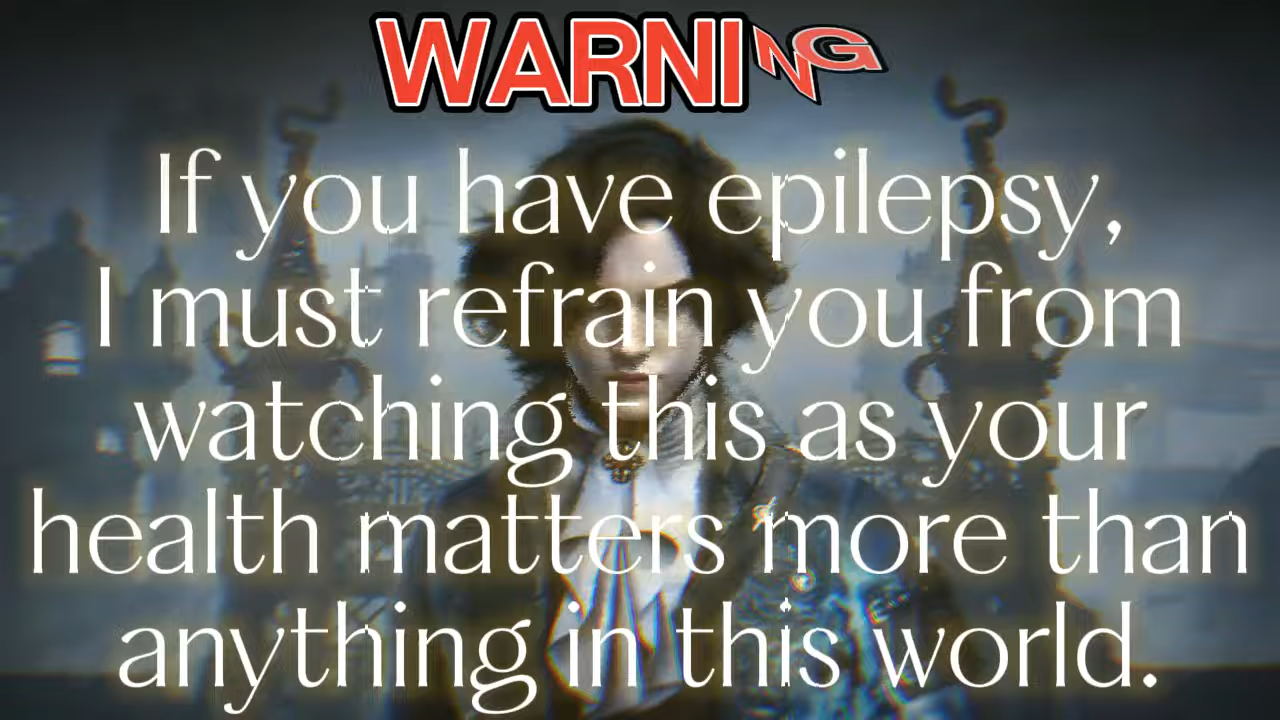 WARNING
If you have epilepsy,
I must refrain you from
watching this as your
health matters more than
anything in this world.